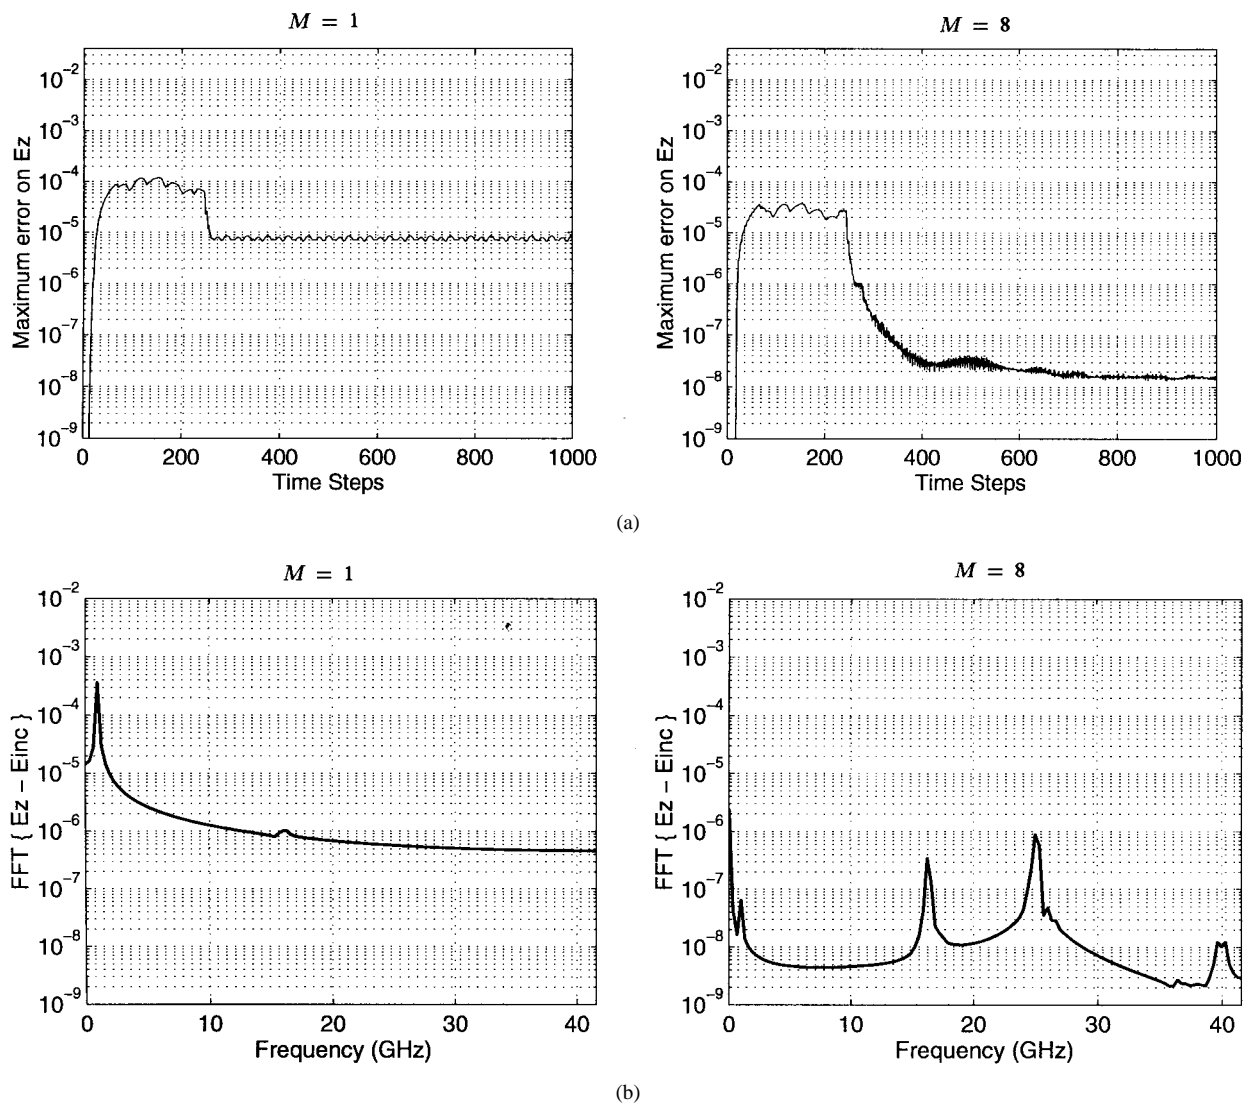 M = 1
M = 8
10⁻²
10⁻³
10⁻⁴
10⁻⁵
10⁻⁶
10⁻⁷
10⁻⁸
10⁻⁹
Maximum error on Ez
0 200 400 600 800 1000
Time Steps
10⁻²
10⁻³
10⁻⁴
10⁻⁵
10⁻⁶
10⁻⁷
10⁻⁸
10⁻⁹
Maximum error on Ez
0 200 400 600 800 1000
Time Steps
(a)
M = 1
M = 8
10⁻²
10⁻³
10⁻⁴
10⁻⁵
10⁻⁶
10⁻⁷
10⁻⁸
10⁻⁹
FFT { Ez − Einc }
0 10 20 30 40
Frequency (GHz)
10⁻²
10⁻³
10⁻⁴
10⁻⁵
10⁻⁶
10⁻⁷
10⁻⁸
10⁻⁹
FFT { Ez − Einc }
0 10 20 30 40
Frequency (GHz)
(b)